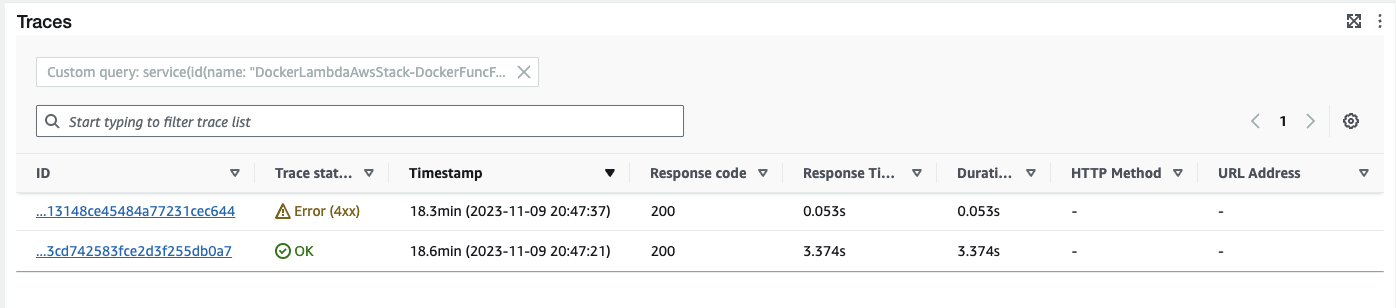 Traces
Custom query: service(id(name: "DockerLambdaAwsStack-DockerFuncF...
Start typing to filter trace list
1
ID Trace stat... Timestamp Response code Response Ti... Durati... HTTP Method URL Address
...13148ce45484a77231cec644 Error (4xx) 18.3min (2023-11-09 20:47:37) 200 0.053s 0.053s - -
...3cd742583fce2d3f255db0a7 OK 18.6min (2023-11-09 20:47:21) 200 3.374s 3.374s - -